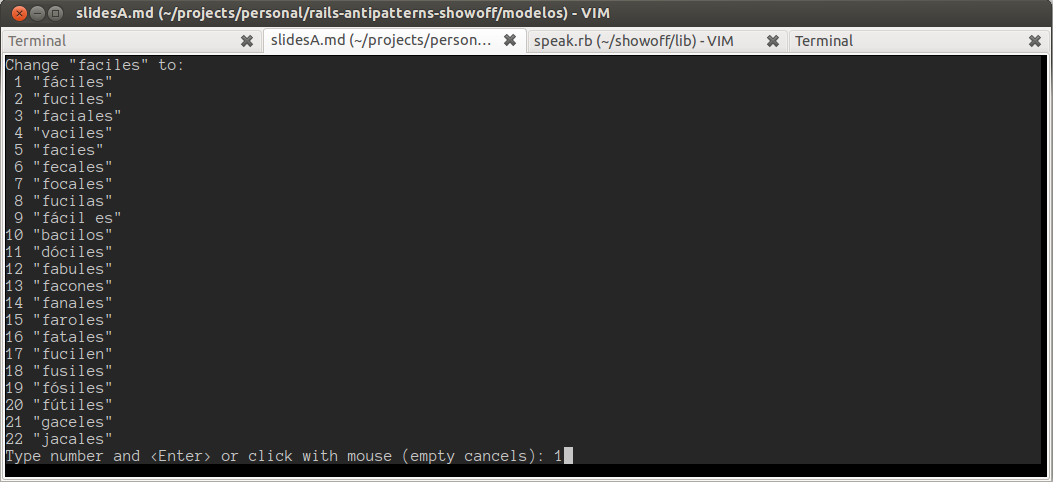 slidesA.md (~/projects/personal/rails-antipatterns-showoff/modelos) - VIM
Terminal slidesA.md (~/projects/person... speak.rb (~/showoff/lib) - VIM Terminal
Change "faciles" to:
1 "fáciles"
2 "fuciles"
3 "faciales"
4 "vaciles"
5 "facies"
6 "fecales"
7 "focales"
8 "fucilas"
9 "fácil es"
10 "bacilos"
11 "dóciles"
12 "fabules"
13 "facones"
14 "fanales"
15 "faroles"
16 "fatales"
17 "fucilen"
18 "fusiles"
19 "fósiles"
20 "fútiles"
21 "gaceles"
22 "jacales"
Type number and <Enter> or click with mouse (empty cancels): 1